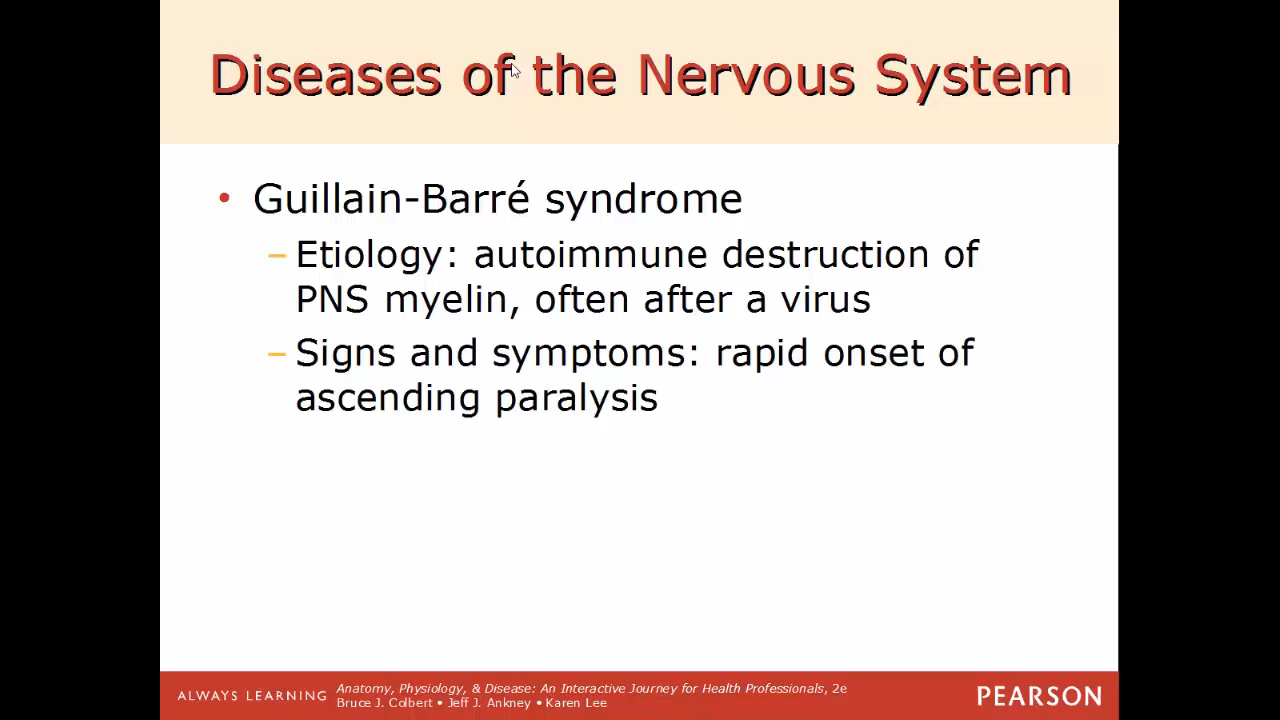 Diseases of the Nervous System
• Guillain-Barré syndrome
– Etiology: autoimmune destruction of
PNS myelin, often after a virus
– Signs and symptoms: rapid onset of
ascending paralysis
ALWAYS LEARNING
Anatomy, Physiology, & Disease: An Interactive Journey for Health Professionals, 2e
Bruce J. Colbert • Jeff J. Ankney • Karen Lee
PEARSON